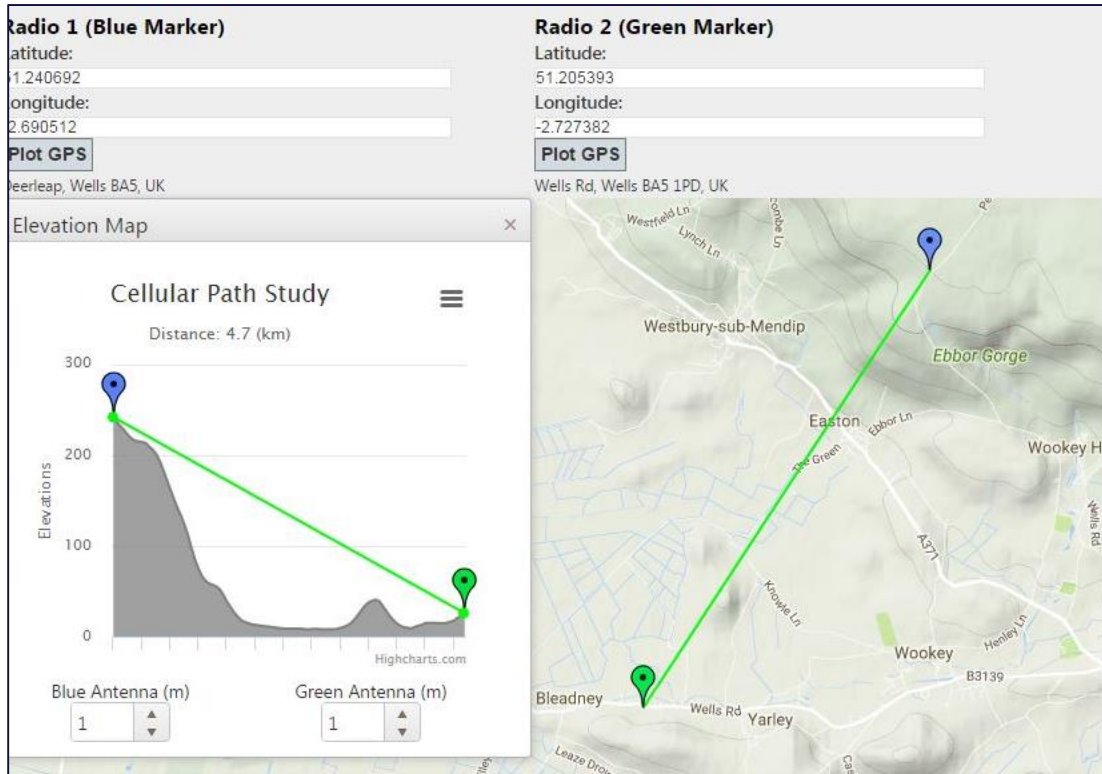 Radio 1 (Blue Marker)
Latitude:
51.240692
Longitude:
2.690512
Plot GPS
Deerleap, Wells BA5, UK
Radio 2 (Green Marker)
Latitude:
51.205393
Longitude:
-2.727382
Plot GPS
Wells Rd, Wells BA5 1PD, UK
Elevation Map
×
Cellular Path Study
Distance: 4.7 (km)
Elevations
300
200
100
0
Highcharts.com
Blue Antenna (m)
1
Green Antenna (m)
1
Westfield Ln
Lynch Ln
Westbury-sub-Mendip
Ebbor Gorge
Easton
Ebbor Ln
The Green
Wookey H
Wells Rd
A371
Knowle Ln
Henley Ln
Wookey
B3139
Bleadney
Wells Rd
Yarley